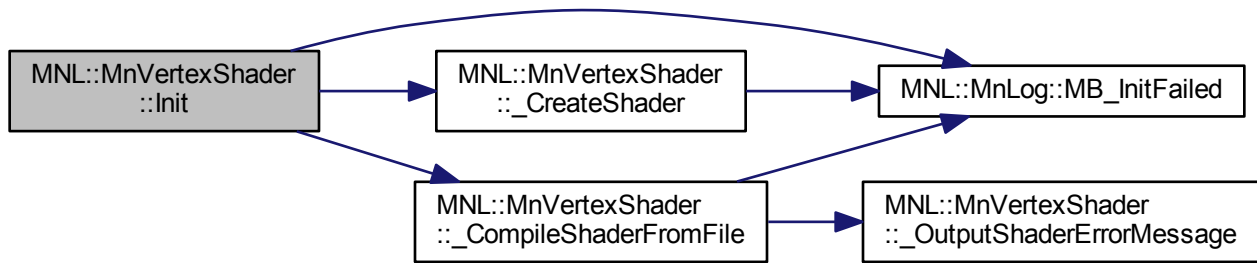 MNL::MnVertexShader
::Init
MNL::MnVertexShader
::_CreateShader
MNL::MnLog::MB_InitFailed
MNL::MnVertexShader
::_CompileShaderFromFile
MNL::MnVertexShader
::_OutputShaderErrorMessage